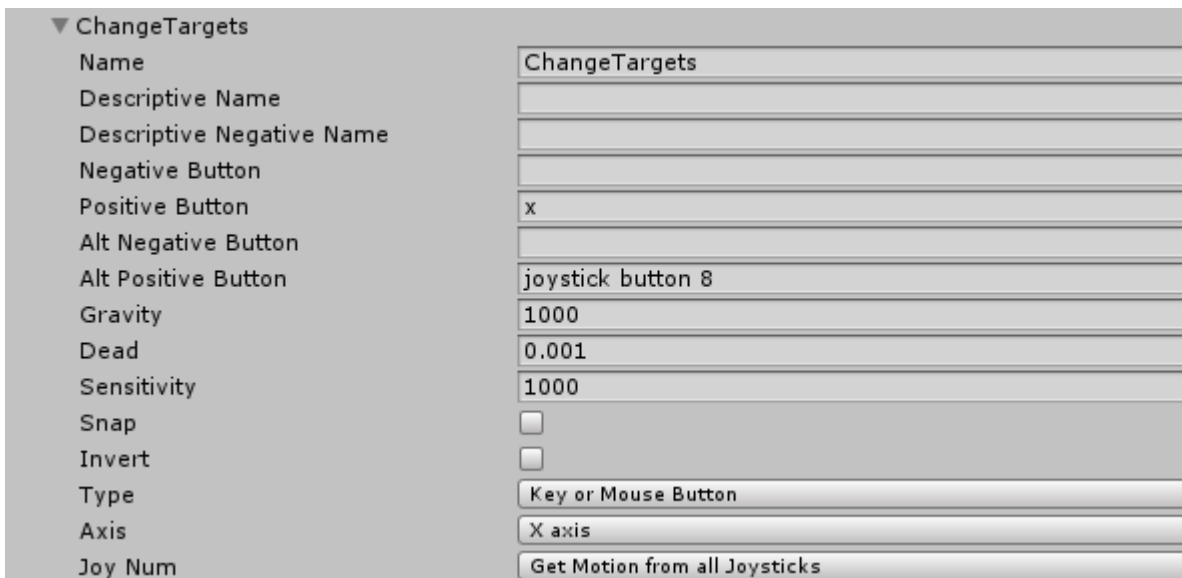 ChangeTargets
Name ChangeTargets
Descriptive Name
Descriptive Negative Name
Negative Button
Positive Button x
Alt Negative Button
Alt Positive Button joystick button 8
Gravity 1000
Dead 0.001
Sensitivity 1000
Snap
Invert
Type Key or Mouse Button
Axis X axis
Joy Num Get Motion from all Joysticks